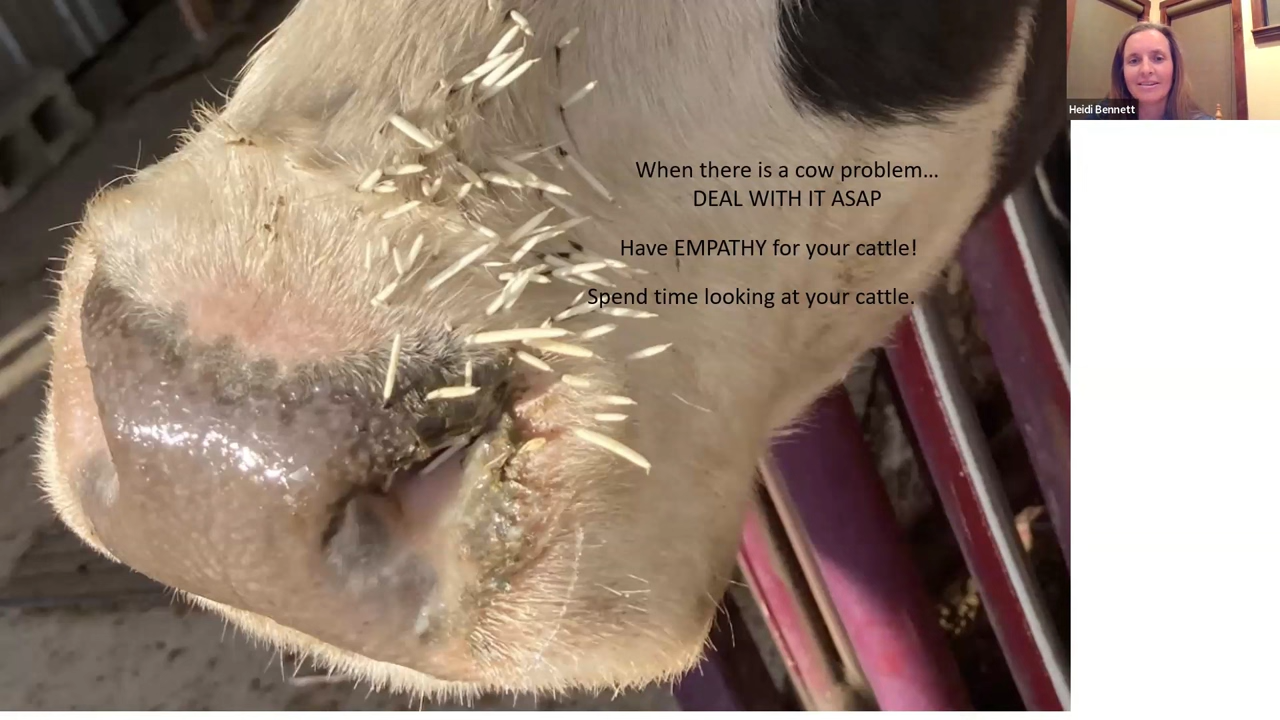 Heidi Bennett
When there is a cow problem…
DEAL WITH IT ASAP
Have EMPATHY for your cattle!
Spend time looking at your cattle.